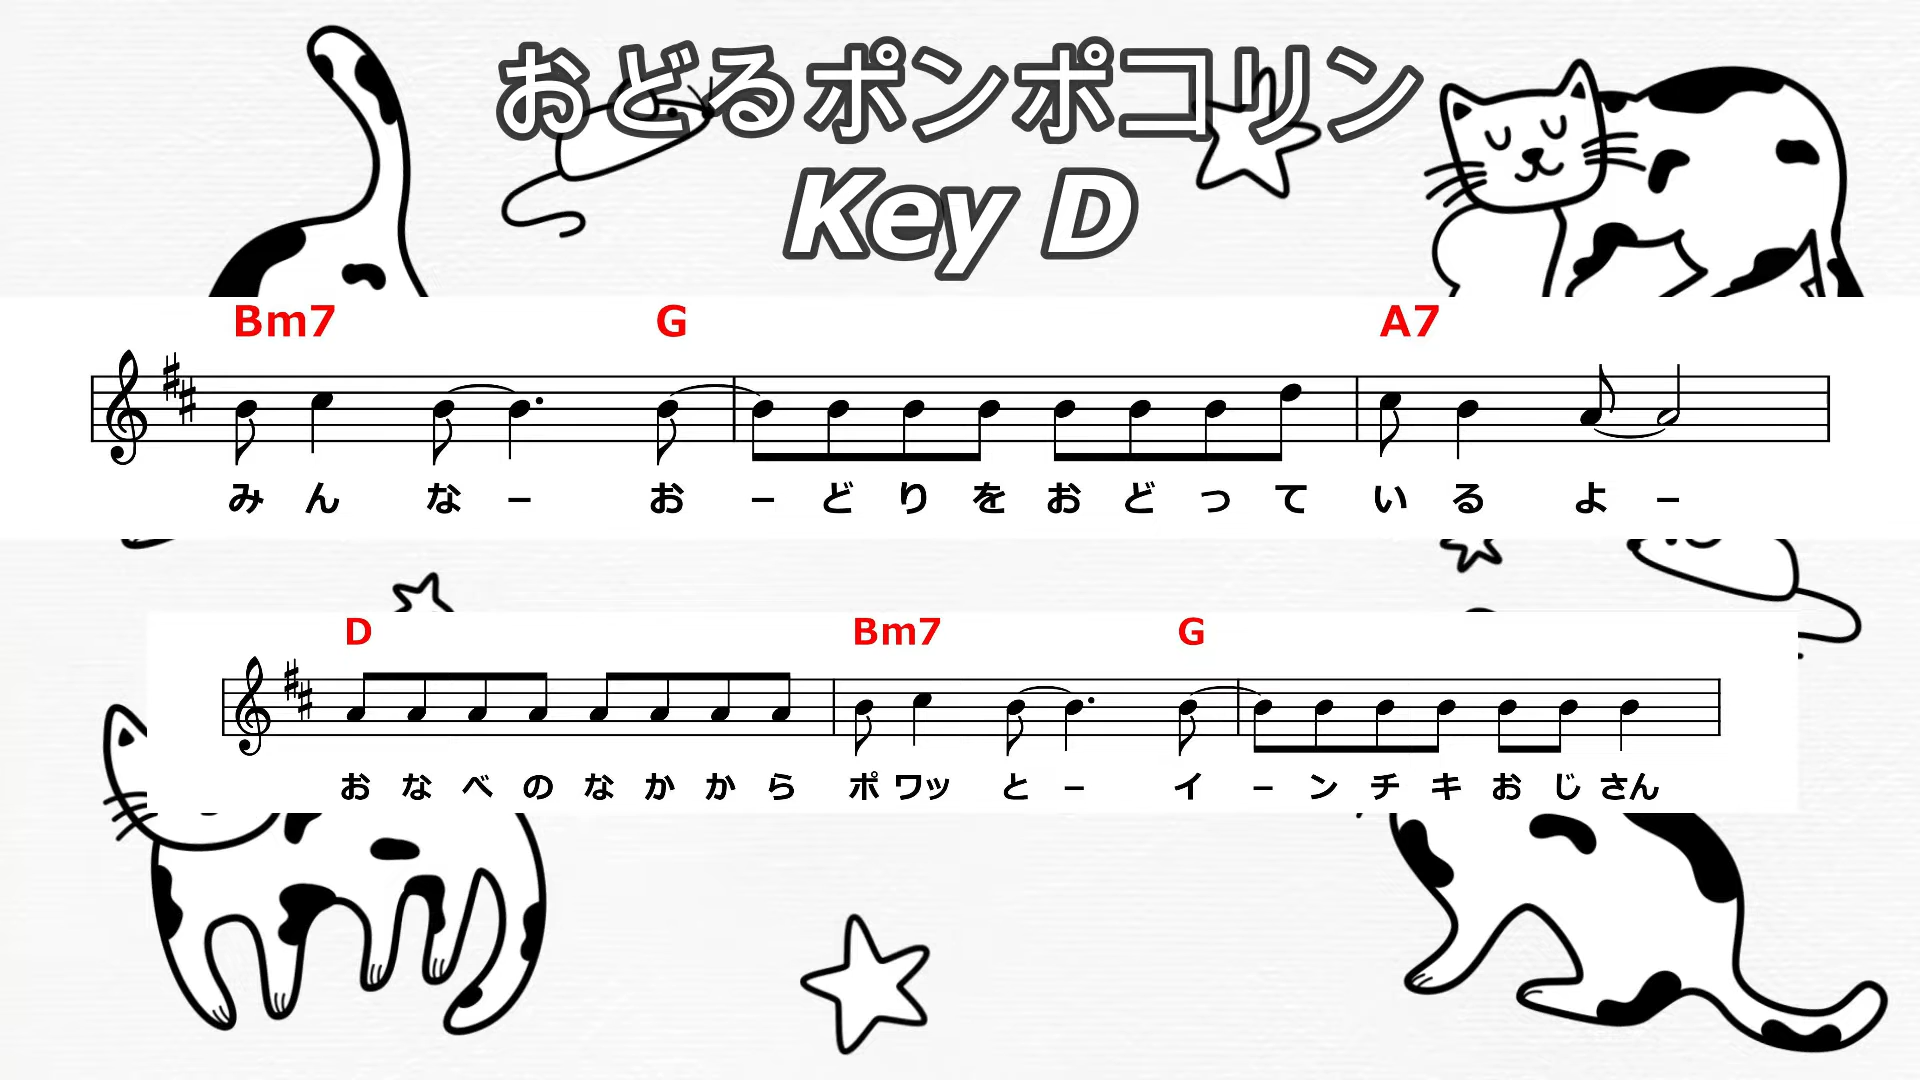 おどるポンポコリン
Key D
Bm7 G A7
みんなー おーどりをおどって いるよー
D Bm7 G
おなべのなかから ポワッとー イーンチキおじさん